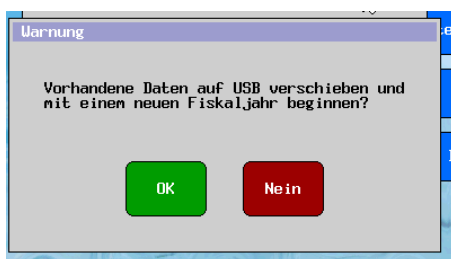 Warnung
Vorhandene Daten auf USB verschieben und
mit einem neuen Fiskaljahr beginnen?
OK
Nein